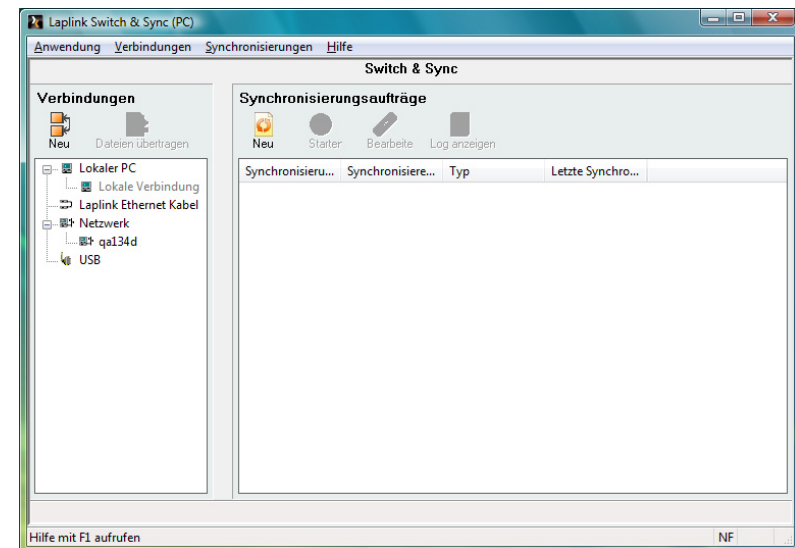 Laplink Switch & Sync (PC)
Anwendung Verbindungen Synchronisierungen Hilfe
Switch & Sync
Verbindungen
Neu Dateien übertragen
Lokaler PC
Lokale Verbindung
Laplink Ethernet Kabel
Netzwerk
qa134d
USB
Synchronisierungsaufträge
Neu Starter Bearbeite Log anzeigen
Synchronisieru... Synchronisiere... Typ Letzte Synchro...
Hilfe mit F1 aufrufen NF